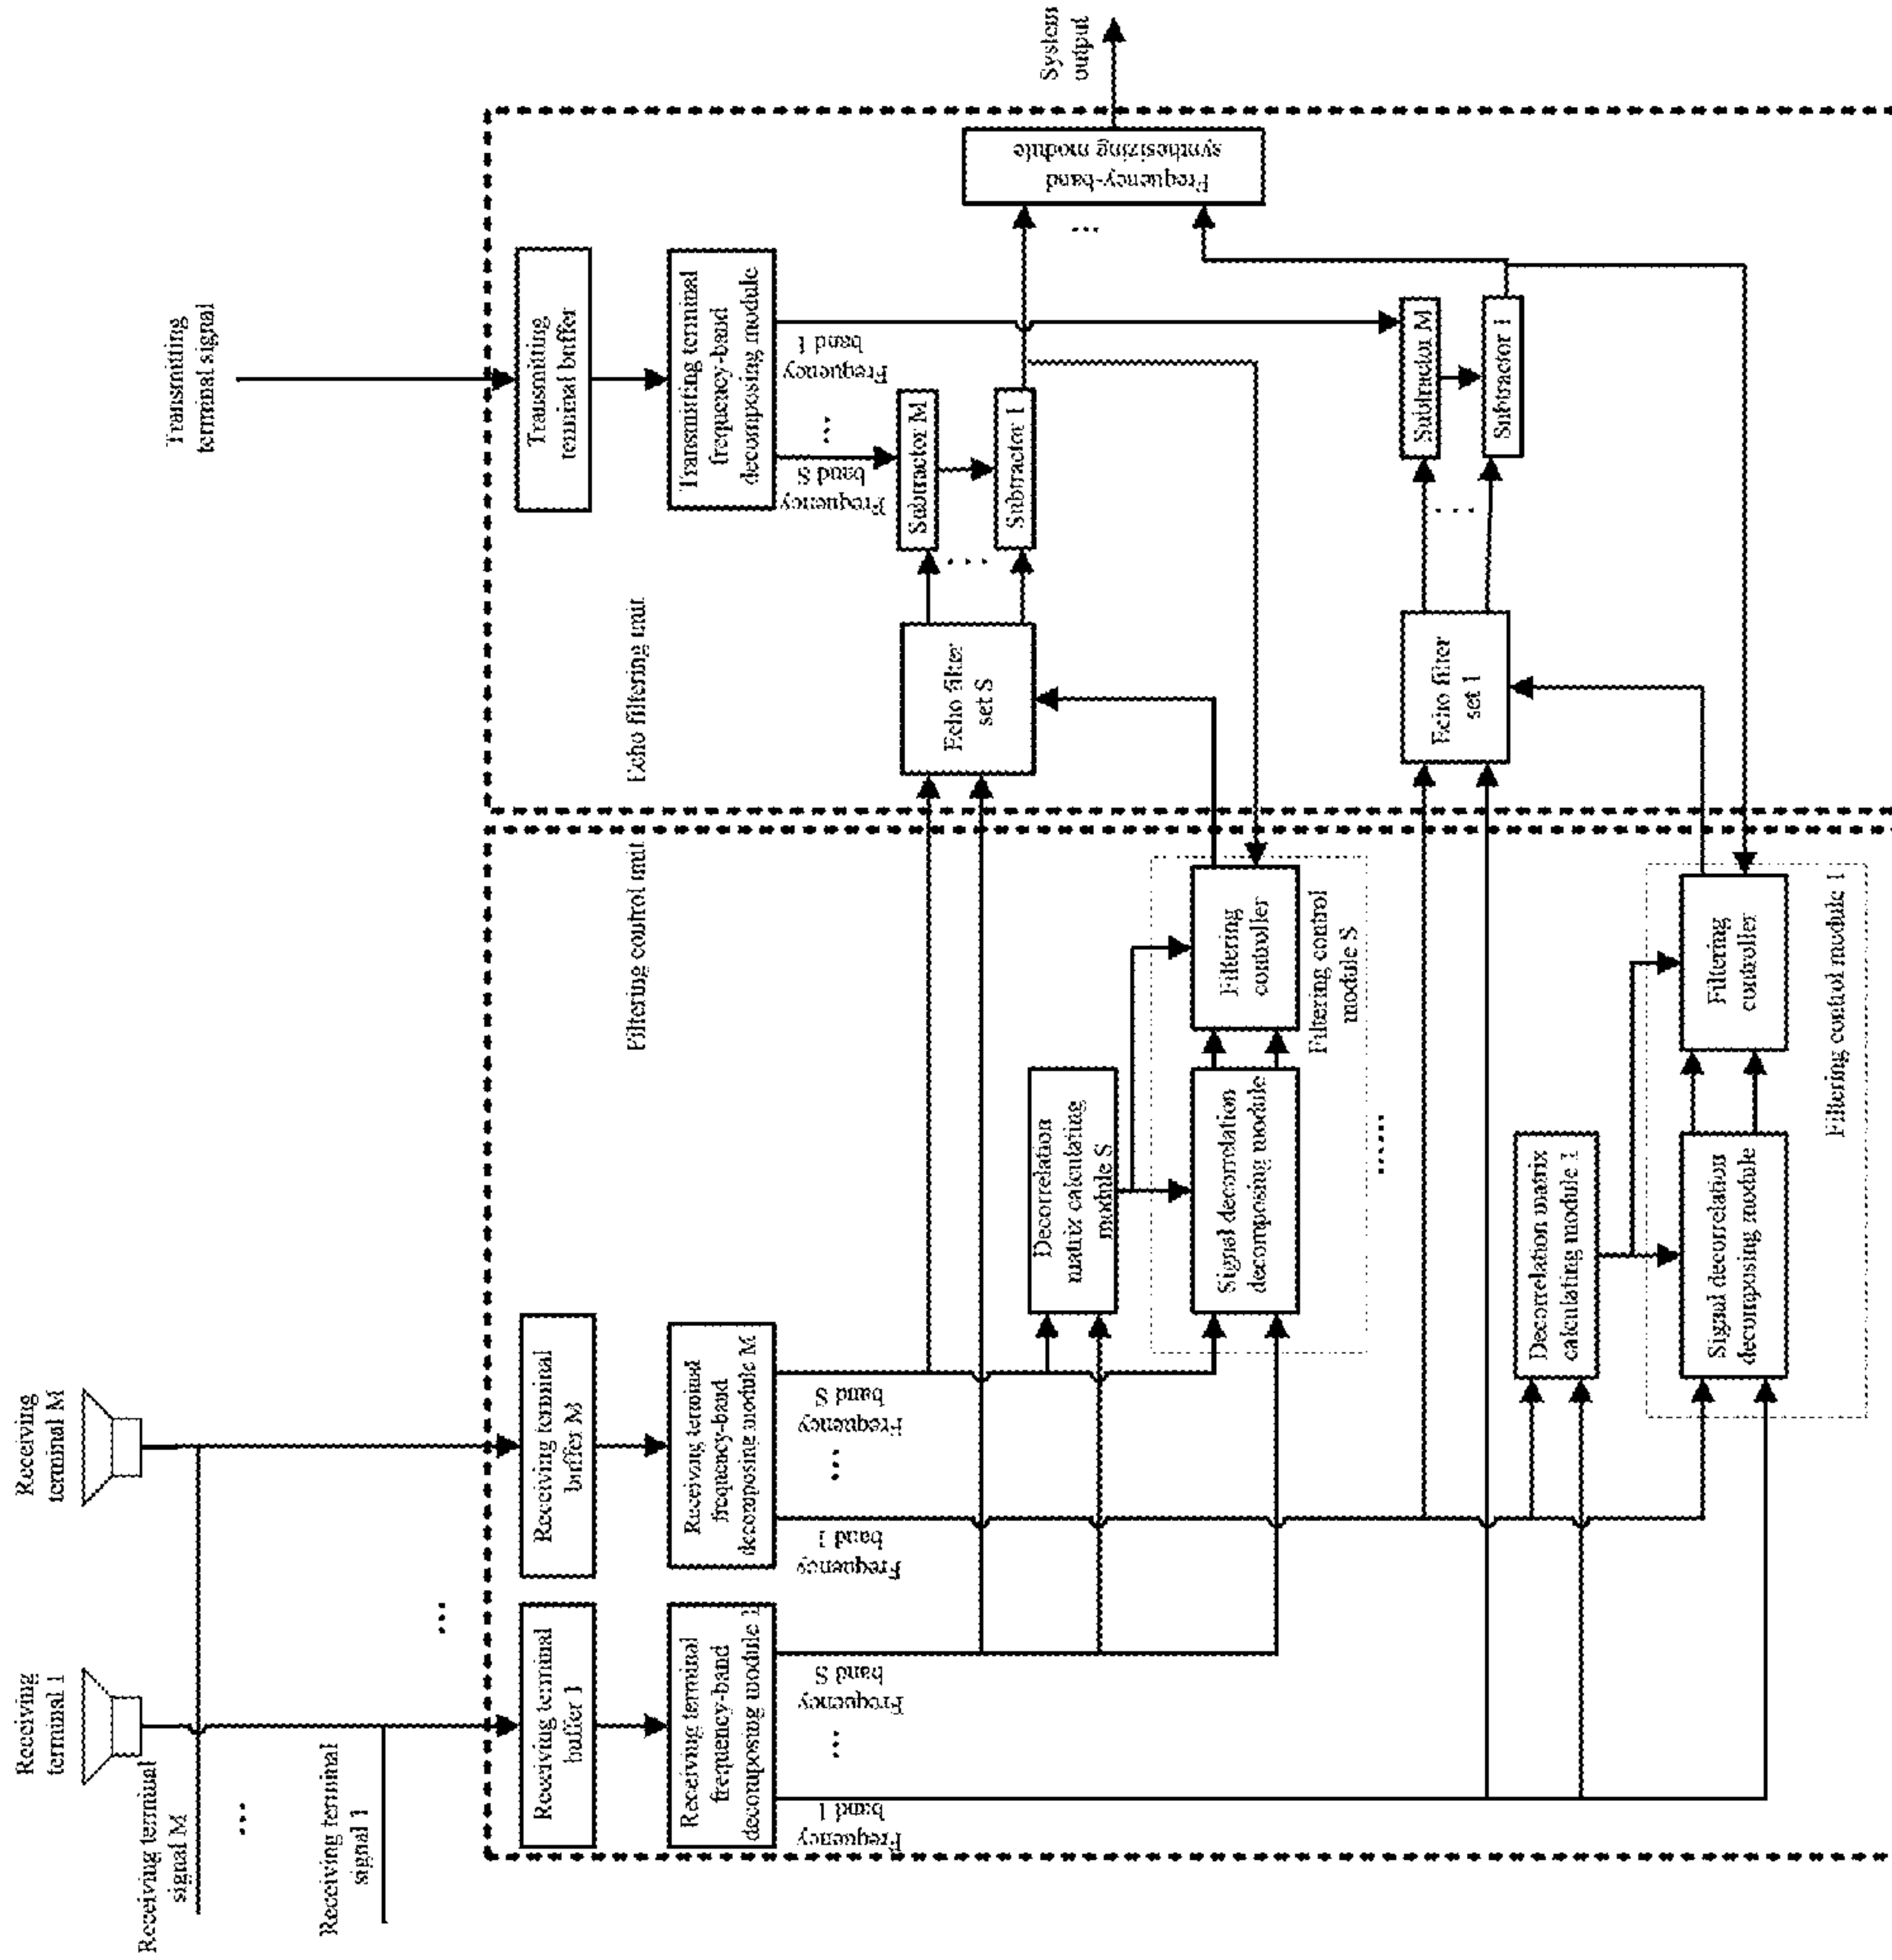 Receiving
terminal 1
Receiving
terminal M
Receiving terminal
signal M
...
Receiving terminal
signal 1
...
Transmitting
terminal signal
Filtering control unit
Echo filtering unit
Receiving terminal
buffer 1
Receiving terminal
buffer M
Transmitting
terminal buffer
Receiving terminal
frequency-band
decomposing module 1
Receiving terminal
frequency-band
decomposing module M
Transmitting terminal
frequency-band
decomposing module
Frequency
band 1
...
Frequency
band S
Frequency
band 1
...
Frequency
band S
Frequency
band S
...
Frequency
band 1
Echo filter
set S
Subtractor M
...
Subtractor 1
Decorrelation
matrix calculating
module S
Signal decorrelation
decomposing module
Filtering
controller
Filtering control
module S
......
Echo filter
set 1
Subtractor M
...
Subtractor 1
Decorrelation matrix
calculating module 1
Signal decorrelation
decomposing module
Filtering
controller
Filtering control module 1
...
Frequency-band
synthesizing module
System
output